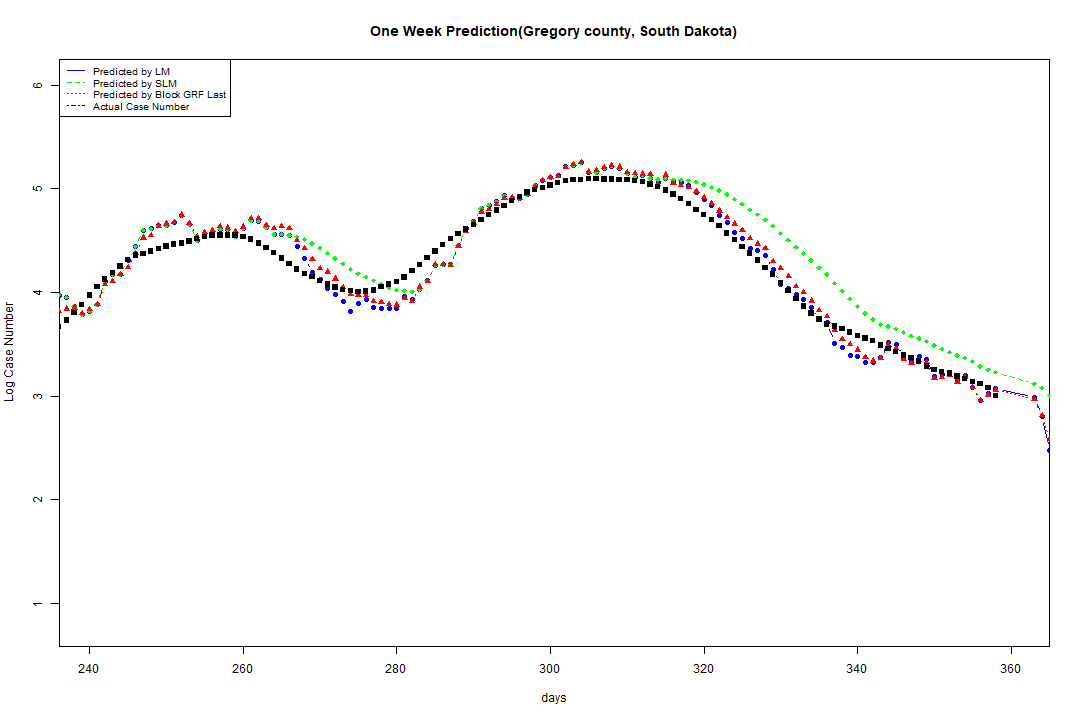 One Week Prediction(Gregory county, South Dakota)
Predicted by LM
Predicted by SLM
Predicted by Block GRF Last
Actual Case Number
6
5
4
3
2
1
Log Case Number
240 260 280 300 320 340 360
days